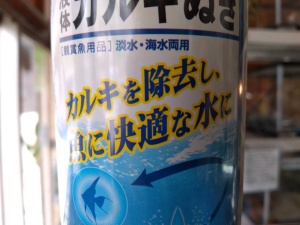 液体
カルキぬき
[観賞魚用品]淡水・海水両用
カルキを除去し、
魚に快適な水に